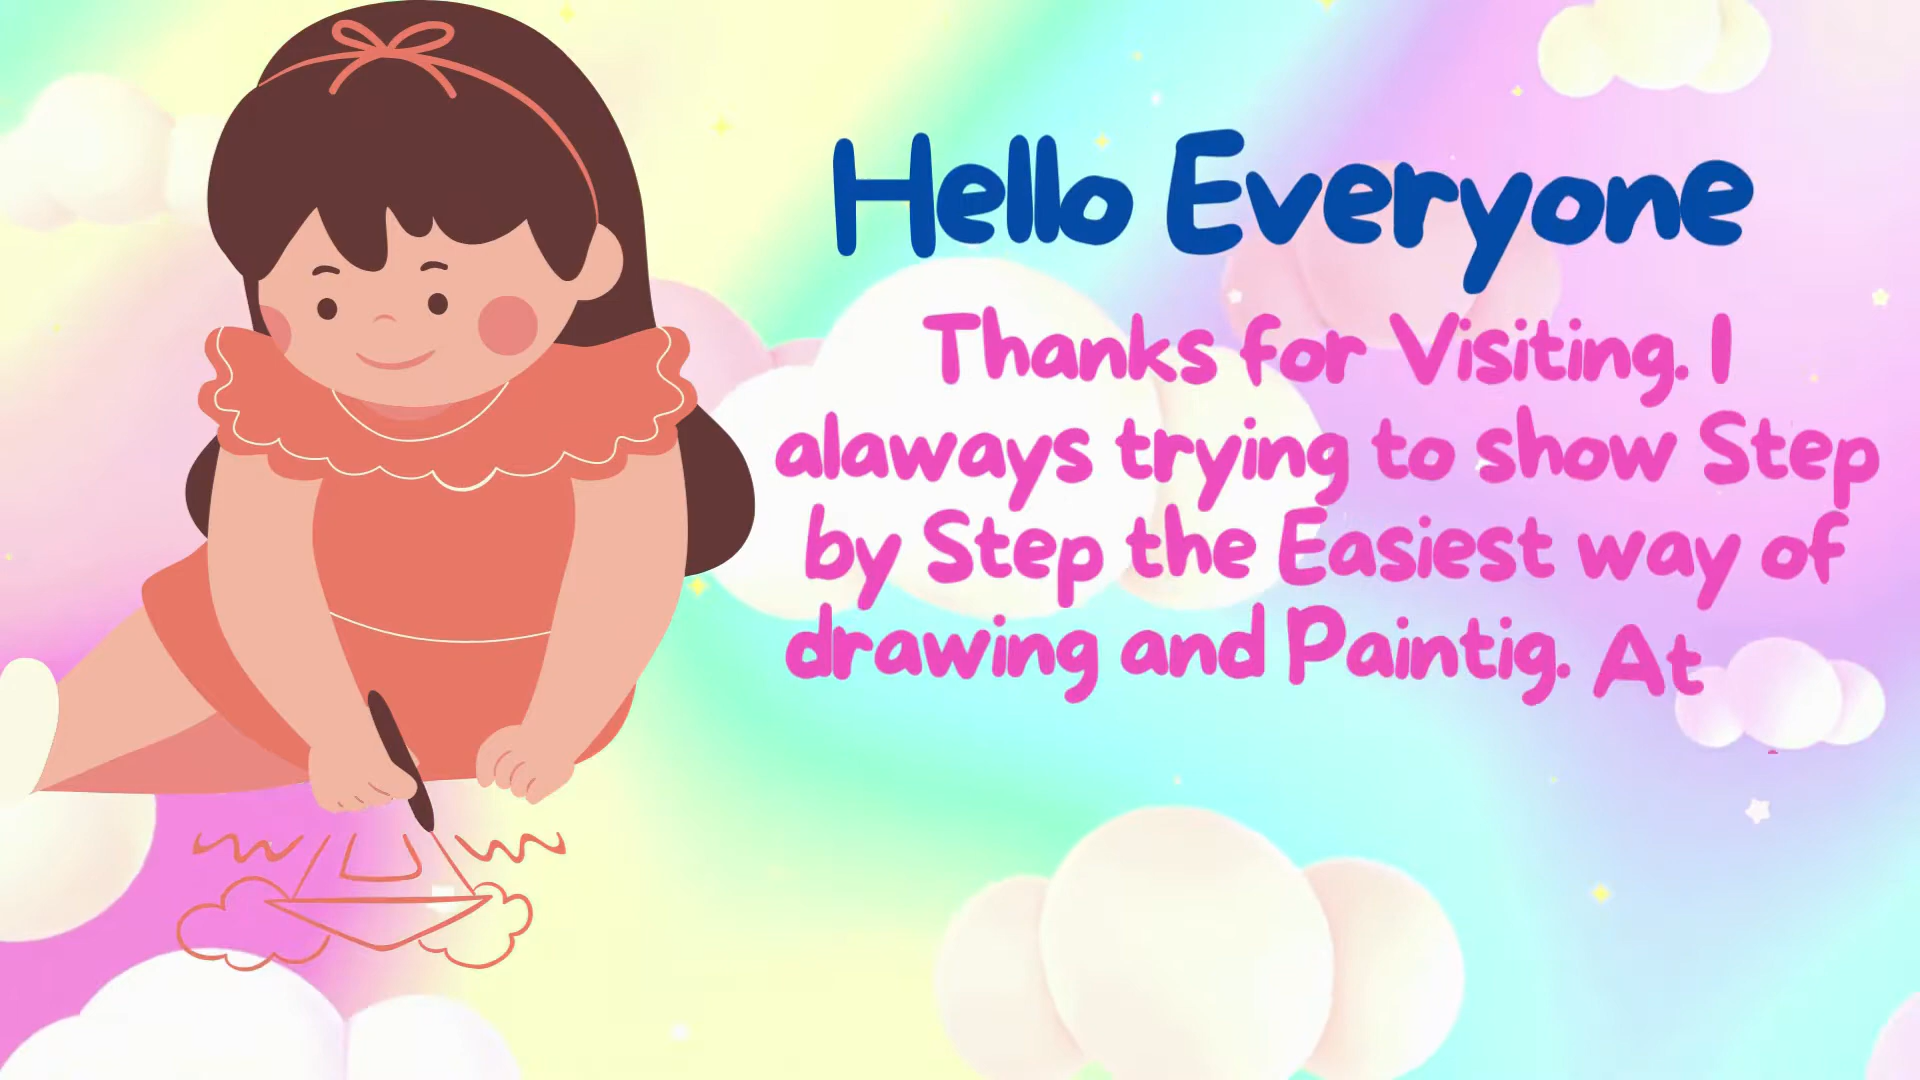 Hello Everyone
Thanks for Visiting. I
alaways trying to show Step
by Step the Easiest way of
drawing and Paintig. At